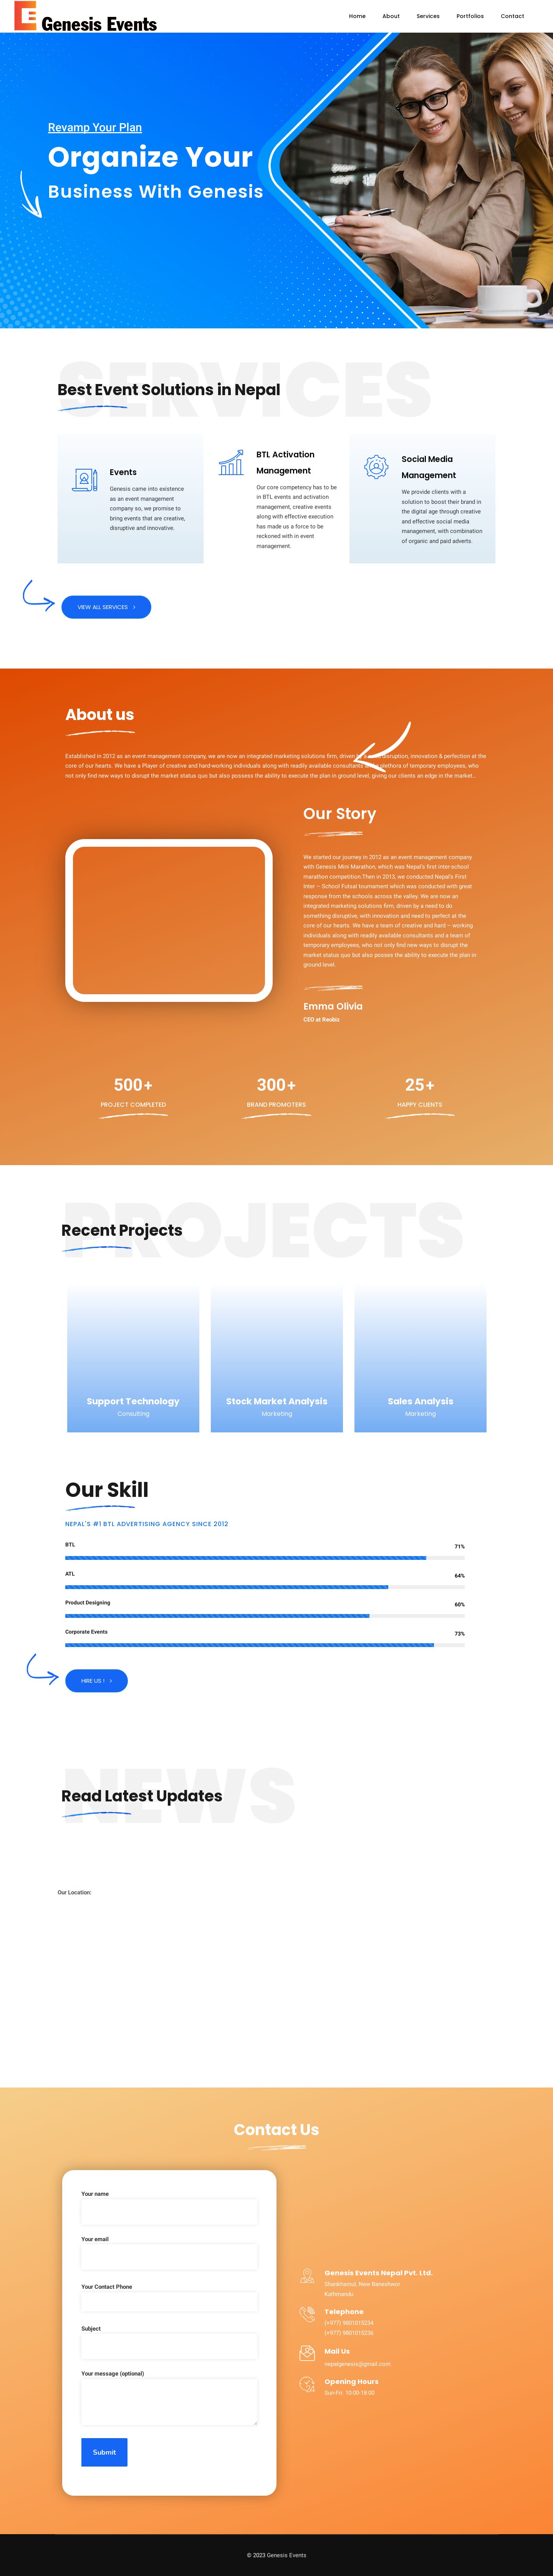 Genesis Events
Home
About
Services
Portfolios
Contact
Revamp Your Plan
Organize Your
Business With Genesis
SERVICES
Best Event Solutions in Nepal
Events
Genesis came into existence
as an event management
company so, we promise to
bring events that are creative,
disruptive and innovative.
BTL Activation
Management
Our core competency has to be
in BTL events and activation
management, creative events
along with effective execution
has made us a force to be
reckoned with in event
management.
Social Media
Management
We provide clients with a
solution to boost their brand in
the digital age through creative
and effective social media
management, with combination
of organic and paid adverts.
VIEW ALL SERVICES
About us
Established in 2012 as an event management company, we are now an integrated marketing solutions firm, driven disruption, innovation & perfection at the
core of our hearts. We have a Player of creative and hard-working individuals along with readily available consultants plethora of temporary employees, who
not only find new ways to disrupt the market status quo but also possess the ability to execute the plan in ground level, giving our clients an edge in the market..
Our Story
We started our journey in 2012 as an event management company
with Genesis Mini Marathon, which was Nepal's first inter-school
marathon competition.Then in 2013, we conducted Nepal's First
Inter – School Futsal tournament which was conducted with great
response from the schools across the valley. We are now an
integrated marketing solutions firm, driven by a need to do
something disruptive, with innovation and need to perfect at the
core of our hearts. We have a team of creative and hard – working
individuals along with readily available consultants and a team of
temporary employees, who not only find new ways to disrupt the
market status quo but also posses the ability to execute the plan in
ground level.
Emma Olivia
CEO at Reobiz
500+
PROJECT COMPLETED
300+
BRAND PROMOTERS
25+
HAPPY CLIENTS
PROJECTS
Recent Projects
Support Technology
Consulting
Stock Market Analysis
Marketing
Sales Analysis
Marketing
Our Skill
NEPAL'S #1 BTL ADVERTISING AGENCY SINCE 2012
BTL
71%
ATL
64%
Product Designing
60%
Corporate Events
73%
HIRE US !
NEWS
Read Latest Updates
Our Location:
Contact Us
Your name
Your email
Your Contact Phone
Subject
Your message (optional)
Submit
Genesis Events Nepal Pvt. Ltd.
Shankhamul, New Baneshwor
Kathmandu
Telephone
(+977) 9801015234
(+977) 9801015236
Mail Us
nepalgenesis@gmail.com
Opening Hours
Sun-Fri: 10:00-18:00
© 2023 Genesis Events